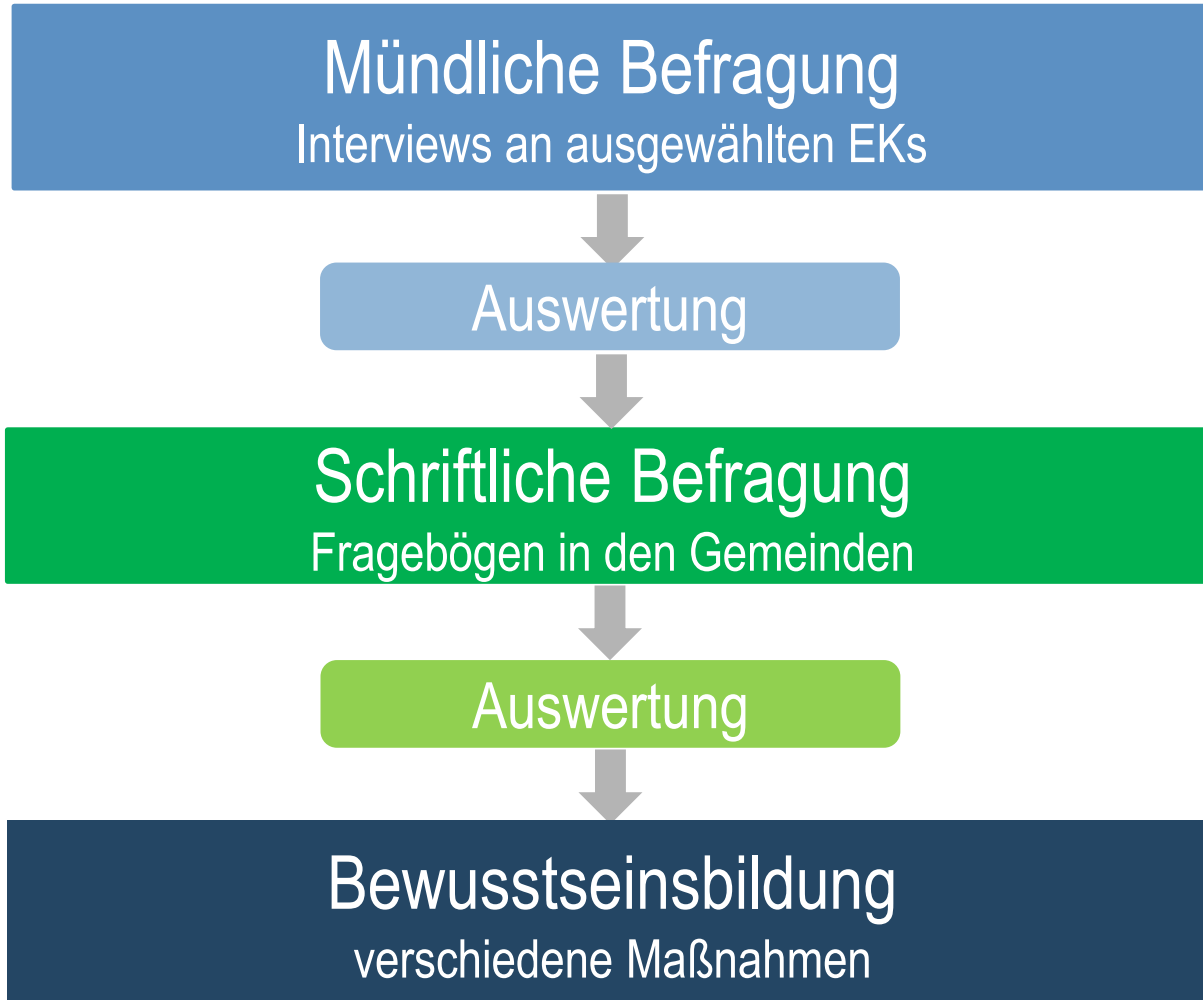 Mündliche Befragung
Interviews an ausgewählten EKs
Auswertung
Schriftliche Befragung
Fragebögen in den Gemeinden
Auswertung
Bewusstseinsbildung
verschiedene Maßnahmen